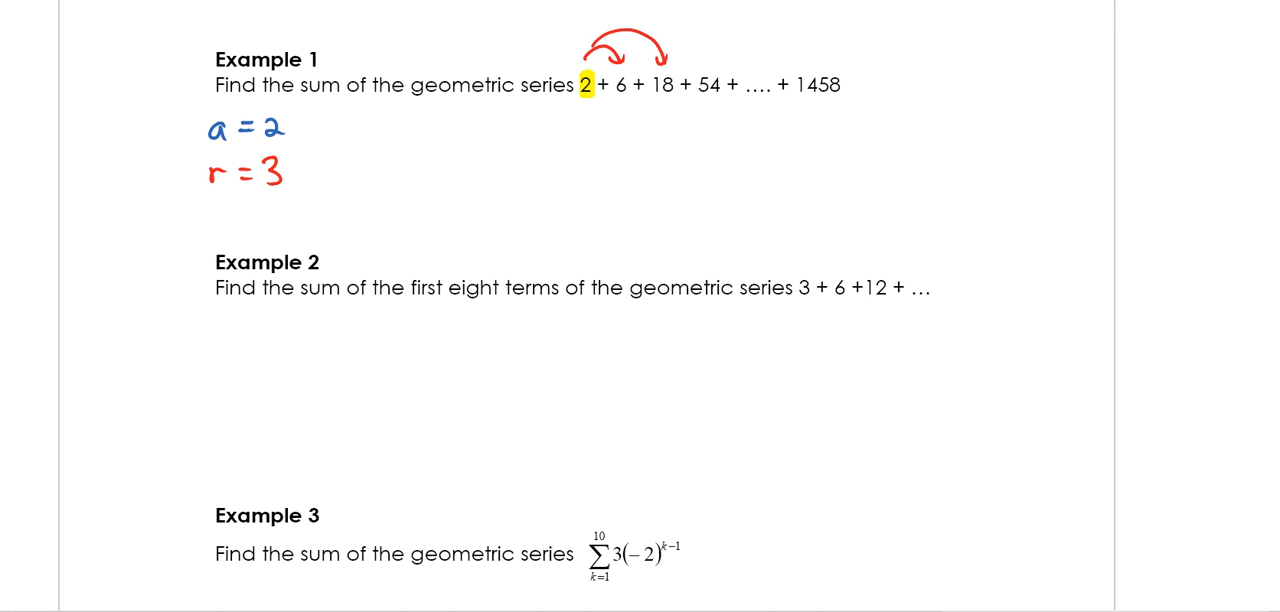 Example 1
Find the sum of the geometric series 2 + 6 + 18 + 54 + .... + 1458
a = 2
r = 3
Example 2
Find the sum of the first eight terms of the geometric series 3 + 6 +12 + ...
Example 3
Find the sum of the geometric series \sum_{k=1}^{10} 3(-2)^{k-1}